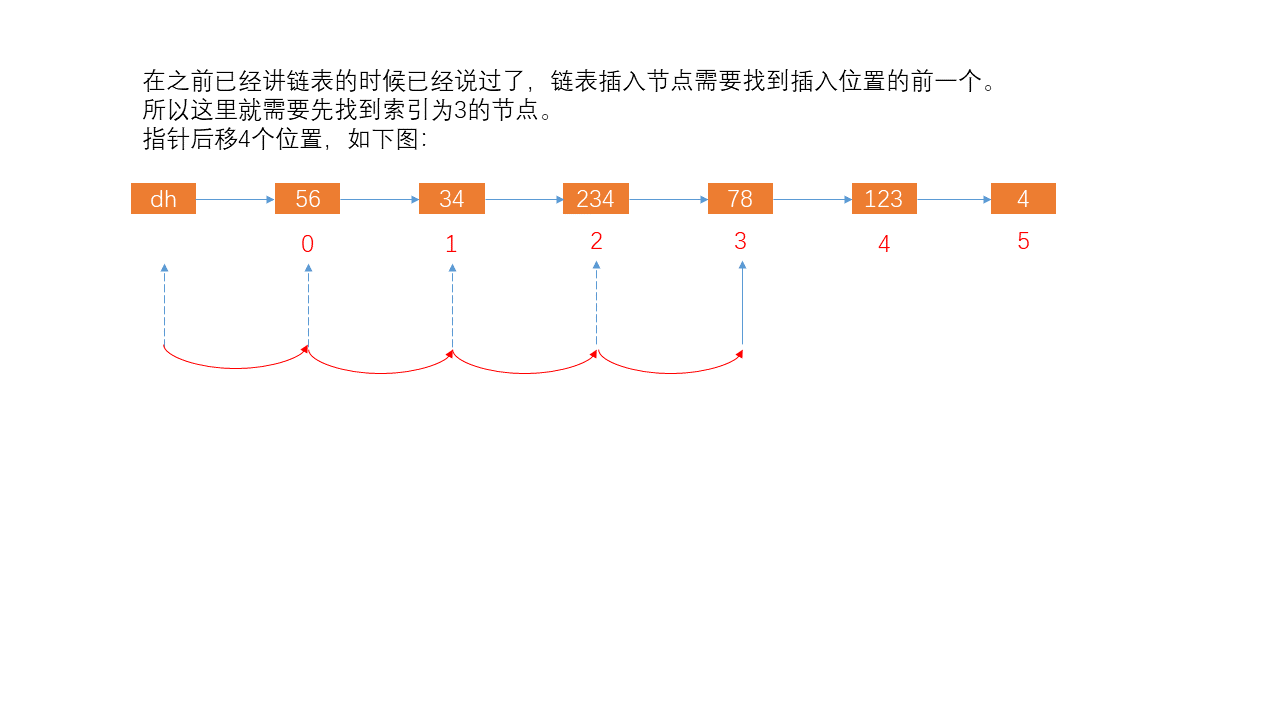 在之前已经讲链表的时候已经说过了，链表插入节点需要找到插入位置的前一个。
所以这里就需要先找到索引为3的节点。
指针后移4个位置，如下图：
dh 56 34 234 78 123 4
0 1 2 3 4 5